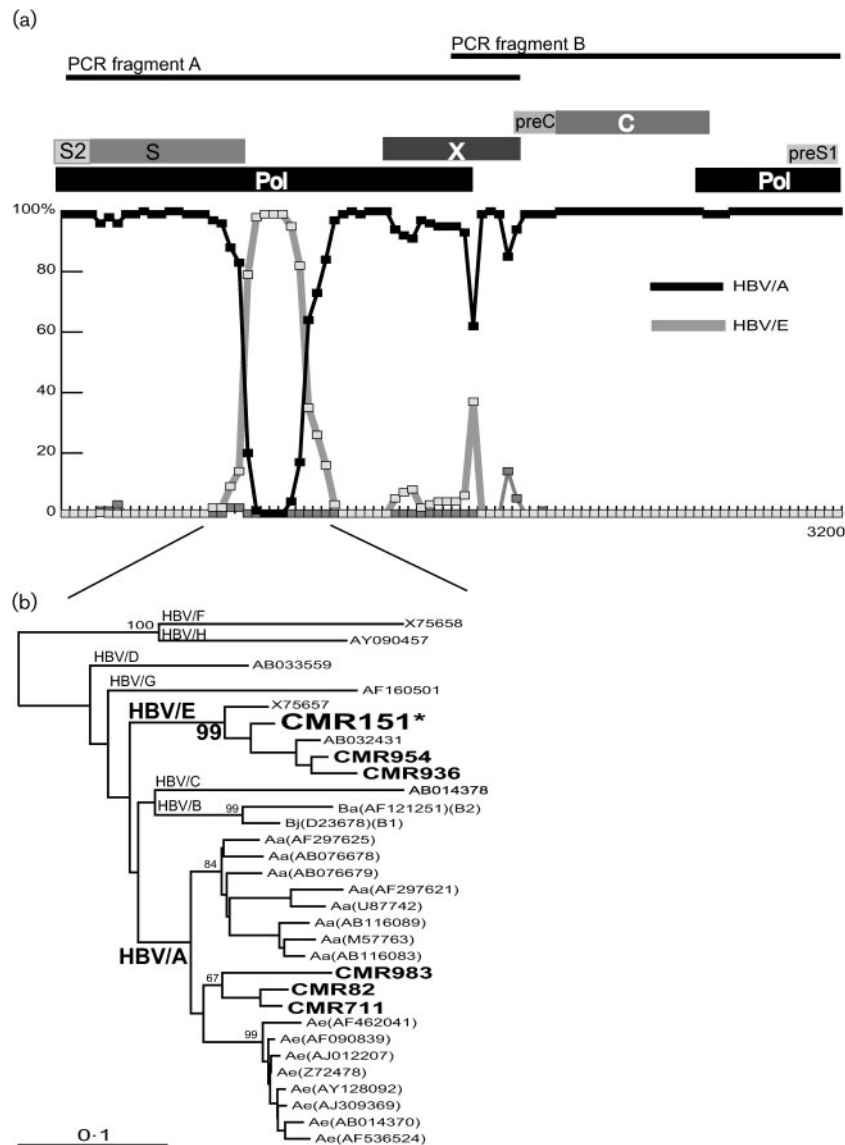 (a)
PCR fragment B
PCR fragment A
preC C
S2 S X preS1
Pol Pol
100%
80
HBV/A
60
HBV/E
40
20
0
3200
(b)
HBV/F X75658
100
HBV/H AY090457
HBV/D AB033559
HBV/G AF160501
HBV/E X75657
99 CMR151*
AB032431
CMR954
CMR936
HBV/C AB014378
HBV/B 99 Ba(AF121251)(B2)
Bj(D23678)(B1)
Aa(AF297625)
84 Aa(AB076678)
Aa(AB076679)
Aa(AF297621)
Aa(U87742)
Aa(AB116089)
Aa(M57763)
HBV/A Aa(AB116083)
67 CMR983
CMR82
CMR711
Ae(AF462041)
99 Ae(AF090839)
Ae(AJ012207)
Ae(Z72478)
Ae(AY128092)
Ae(AJ309369)
Ae(AB014370)
0·1 Ae(AF536524)